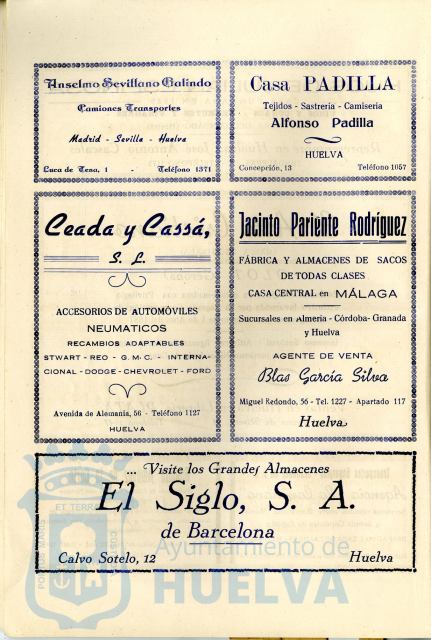 Anselmo Sevillano Galindo
Camiones Transportes
Madrid - Sevilla - Huelva
Luca de Tena, 1 - Teléfono 1371
Casa PADILLA
Tejidos - Sastrería - Camisería
Alfonso Padilla
HUELVA
Concepción, 13 Teléfono 1057
Ceada y Cassá,
S. L.
ACCESORIOS DE AUTOMÓVILES
NEUMATICOS
RECAMBIOS ADAPTABLES
STWART - REO - G. M. C. - INTERNA-
CIONAL - DODGE - CHEVROLET - FORD
Avenida de Alemania, 56 - Teléfono 1127
HUELVA
Jacinto Pariente Rodríguez
FÁBRICA Y ALMACENES DE SACOS
DE TODAS CLASES
CASA CENTRAL EN MÁLAGA
Sucursales en Almería - Córdoba - Granada
y Huelva
AGENTE DE VENTA
Blas García Silva
Miguel Redondo, 56 - Tel. 1227 - Apartado 117
Huelva
... Visite los Grandes Almacenes
El Siglo, S. A.
de Barcelona
Calvo Sotelo, 12 Huelva
Ayuntamiento de
HUELVA